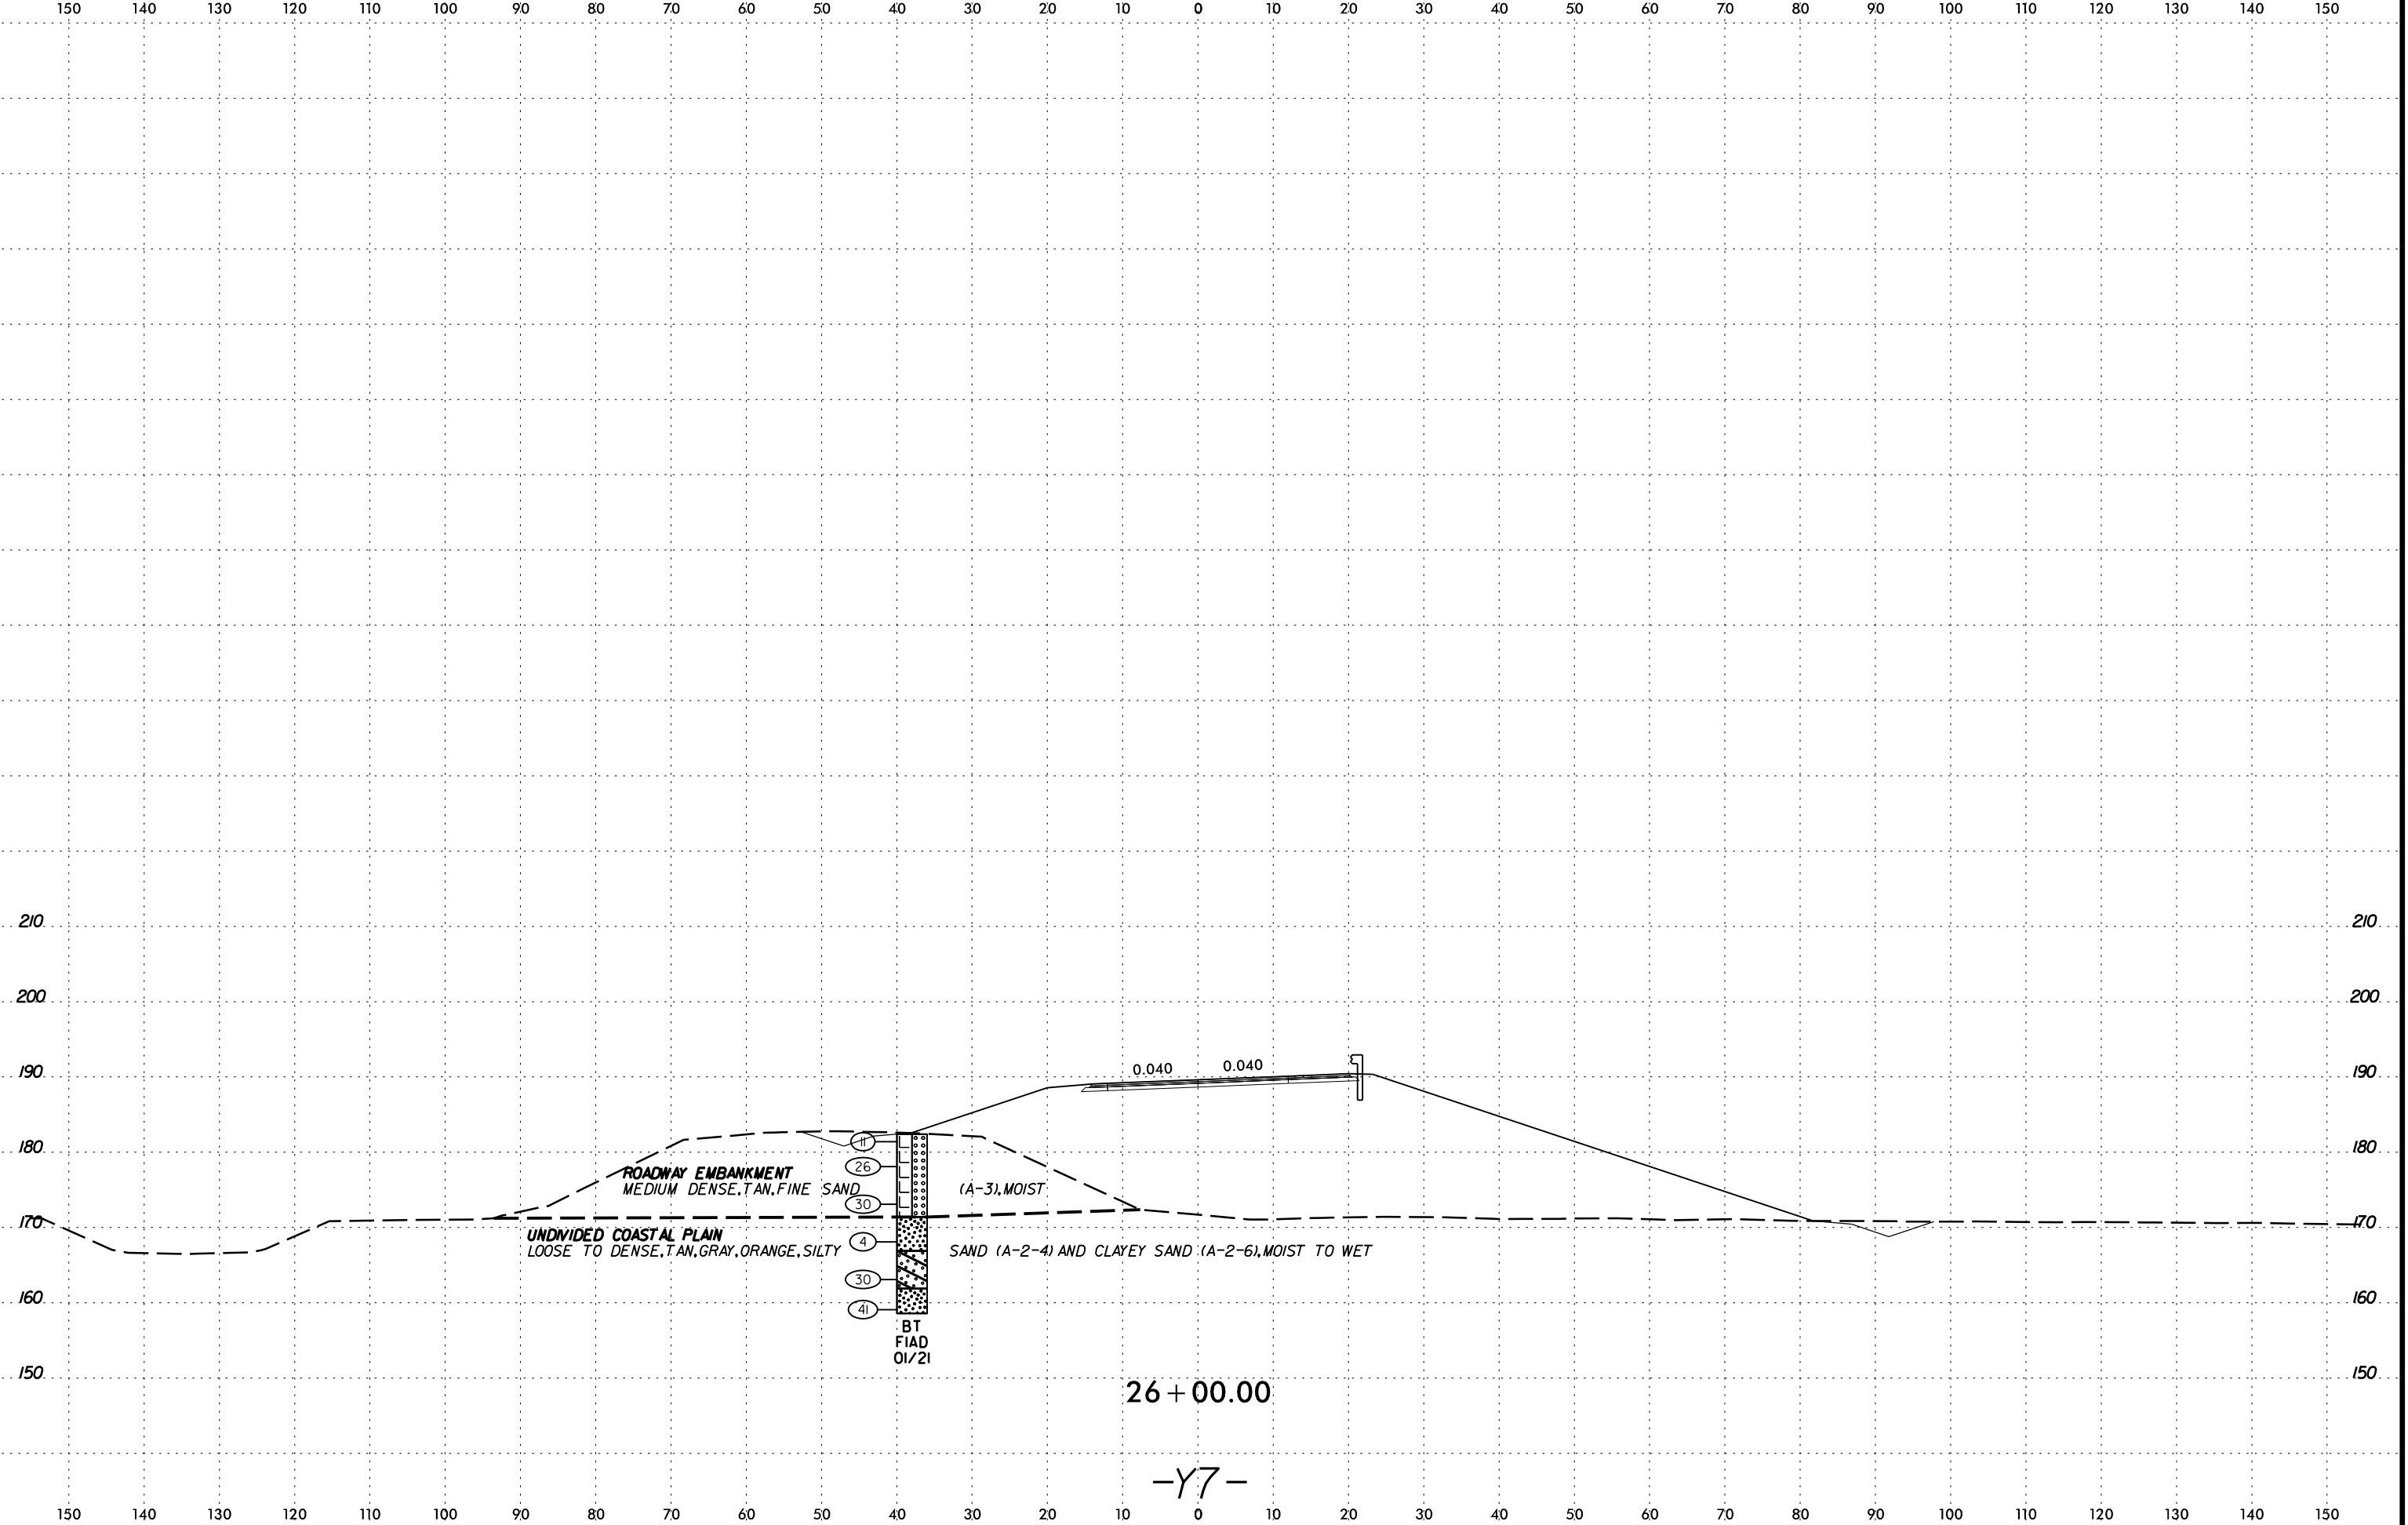 150 140 130 120 110 100 90 80 70 60 50 40 30 20 10 0 10 20 30 40 50 60 70 80 90 100 110 120 130 140 150
210 210
200 200
190 0.040 0.040 190
180 11 180
26
ROADWAY EMBANKMENT
MEDIUM DENSE, TAN, FINE SAND (A-3), MOIST
30
170 170
UNDIVIDED COASTAL PLAIN
4
LOOSE TO DENSE, TAN, GRAY, ORANGE, SILTY SAND (A-2-4) AND CLAYEY SAND (A-2-6), MOIST TO WET
30
160 160
41
BT
FIAD
01/21
150 150
26+00.00
-Y7-
150 140 130 120 110 100 90 80 70 60 50 40 30 20 10 0 10 20 30 40 50 60 70 80 90 100 110 120 130 140 150